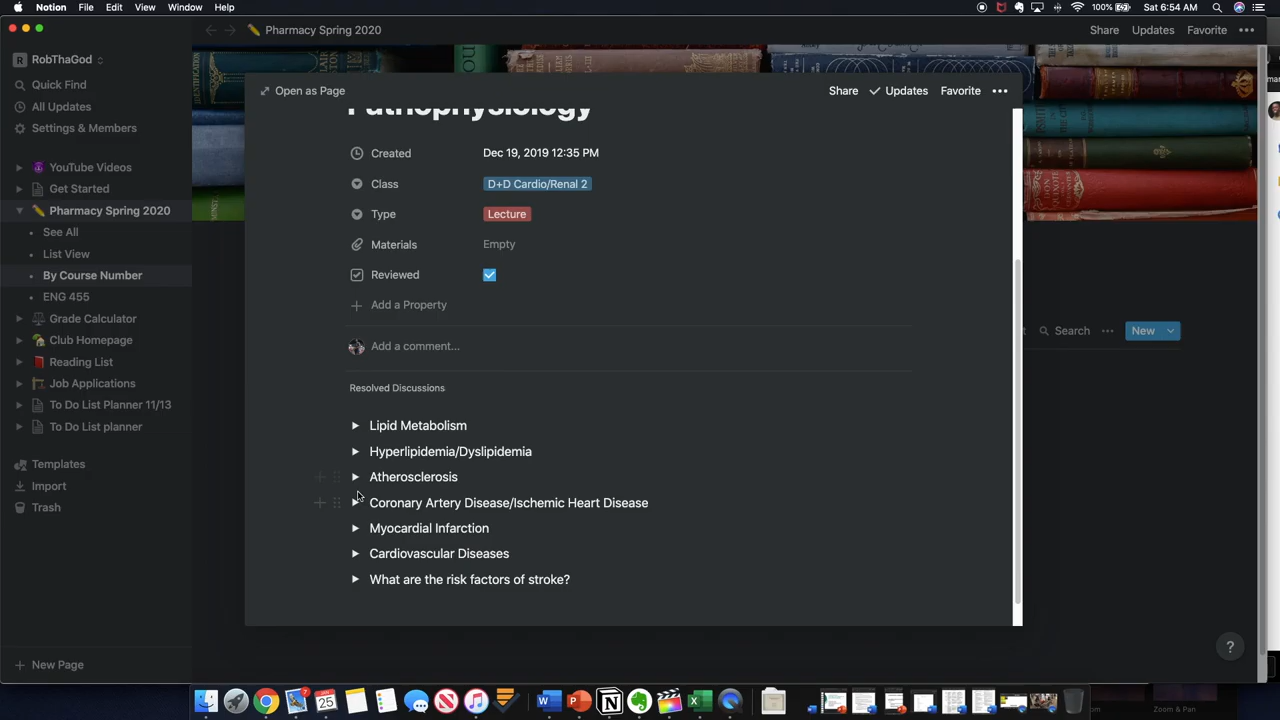 Notion File Edit View Window Help
100% Sat 6:54 AM
R RobThaGod
Pharmacy Spring 2020
Share Updates Favorite
Quick Find
All Updates
Settings & Members
YouTube Videos
Get Started
Pharmacy Spring 2020
See All
List View
By Course Number
ENG 455
Grade Calculator
Club Homepage
Reading List
Job Applications
To Do List Planner 11/13
To Do List planner
Templates
Import
Trash
New Page
Open as Page
Share Updates Favorite
Pathophysiology
Created Dec 19, 2019 12:35 PM
Class D+D Cardio/Renal 2
Type Lecture
Materials Empty
Reviewed
Add a Property
Add a comment...
Resolved Discussions
Lipid Metabolism
Hyperlipidemia/Dyslipidemia
Atherosclerosis
Coronary Artery Disease/Ischemic Heart Disease
Myocardial Infarction
Cardiovascular Diseases
What are the risk factors of stroke?
Search
New
?
Zoom & Pan